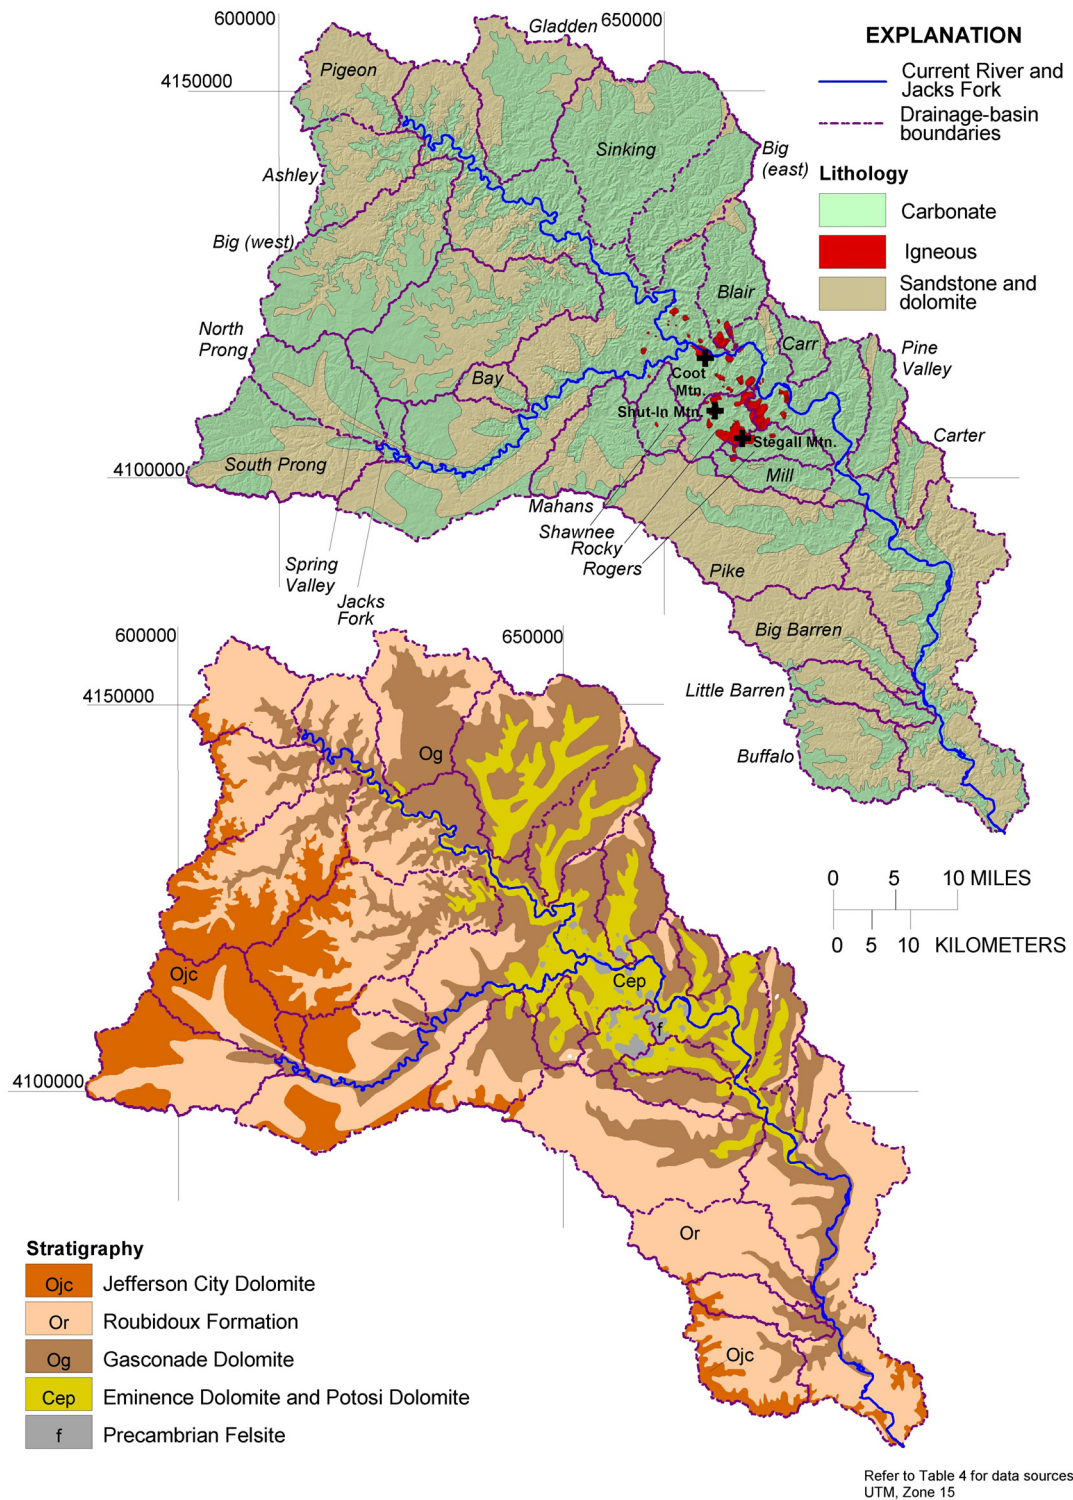 600000
650000
Gladden
EXPLANATION
Current River and
Jacks Fork
Drainage-basin
boundaries
Pigeon
4150000
Sinking
Big
(east)
Ashley
Lithology
Carbonate
Igneous
Sandstone and
dolomite
Big (west)
Blair
North
Prong
Carr
Pine
Valley
Coot
Mtn.
Bay
Shut-In Mtn.
Stegall Mtn.
Carter
South Prong
4100000
Mill
Mahans
Shawnee
Rocky
Rogers
Spring
Valley
Jacks
Fork
Pike
Big Barren
Little Barren
Buffalo
600000
650000
4150000
Og
0 5 10 MILES
0 5 10 KILOMETERS
Ojc
Cep
f
4100000
Or
Ojc
Stratigraphy
Ojc Jefferson City Dolomite
Or Roubidoux Formation
Og Gasconade Dolomite
Cep Eminence Dolomite and Potosi Dolomite
f Precambrian Felsite
Refer to Table 4 for data sources
UTM, Zone 15